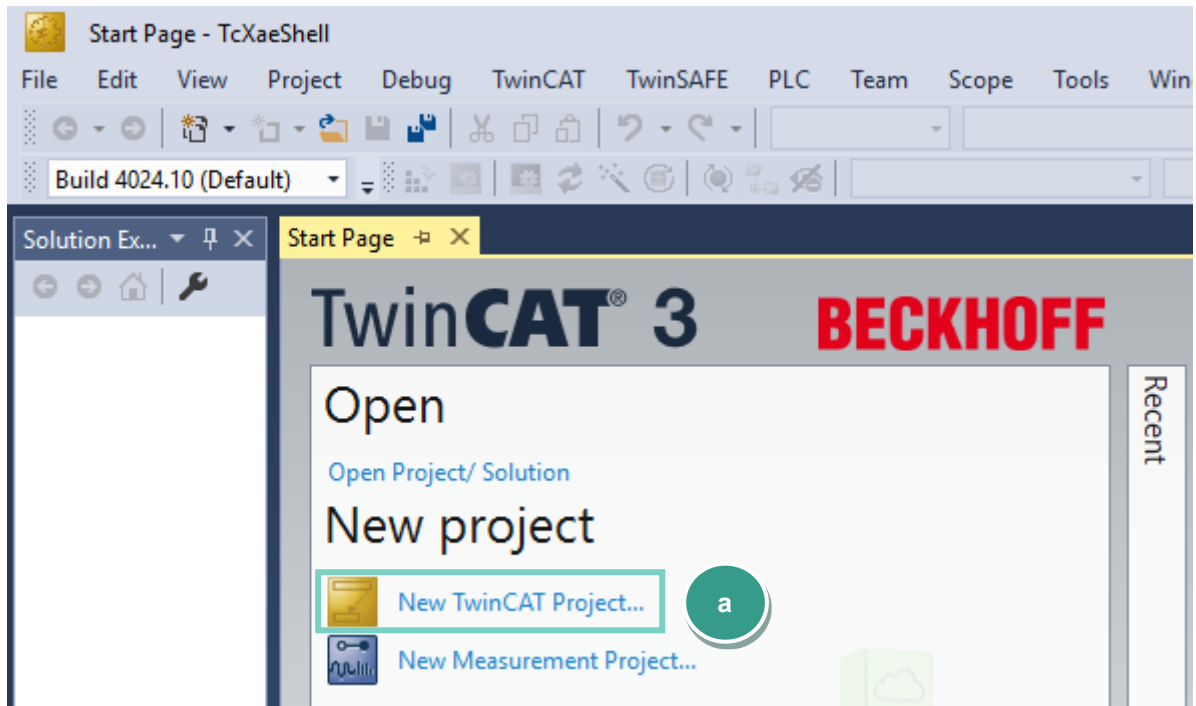 Start Page - TcXaeShell
File Edit View Project Debug TwinCAT TwinSAFE PLC Team Scope Tools Win
Build 4024.10 (Default)
Solution Ex...
Start Page
TwinCAT® 3 BECKHOFF
Open
Recent
Open Project/ Solution
New project
New TwinCAT Project...
a
New Measurement Project...